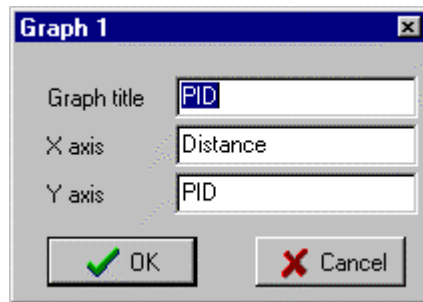 Graph 1
Graph title PID
X axis Distance
Y axis PID
OK Cancel